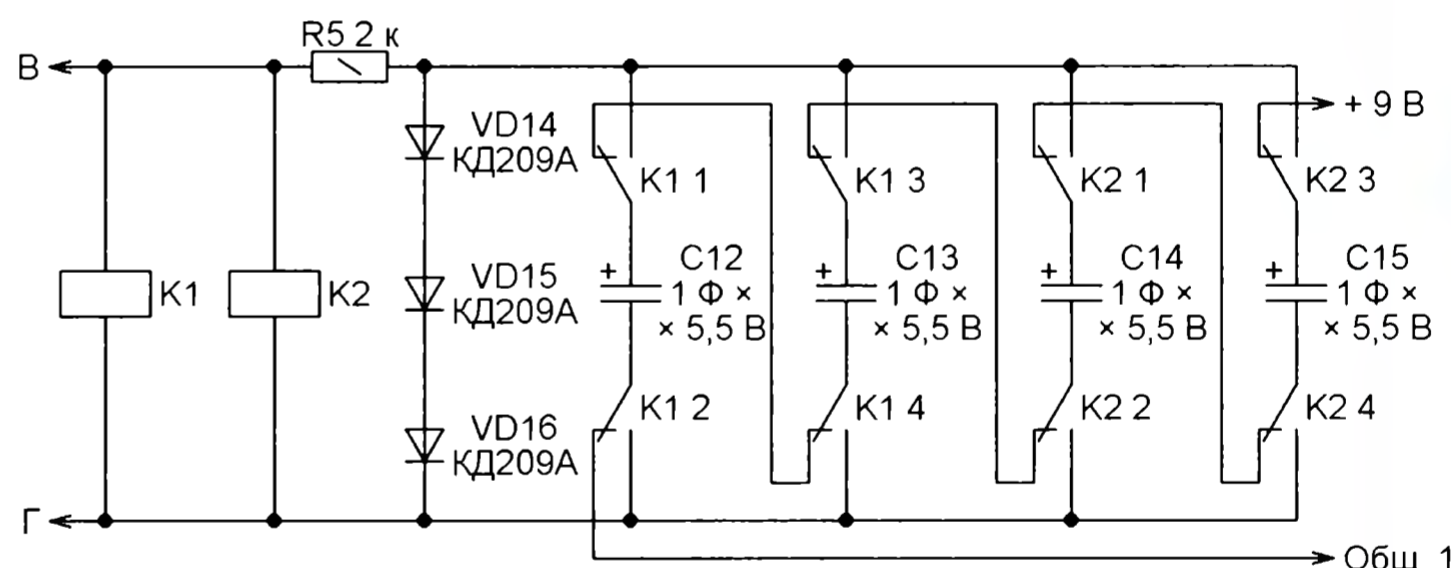 R5 2 к
В
+ 9 В
VD14
КД209А
K1 1
K1 3
K2 1
K2 3
K1
K2
VD15
КД209А
+
C12
1 Ф ×
× 5,5 В
+
C13
1 Ф ×
× 5,5 В
+
C14
1 Ф ×
× 5,5 В
+
C15
1 Ф ×
× 5,5 В
VD16
КД209А
K1 2
K1 4
K2 2
K2 4
Г
Общ 1